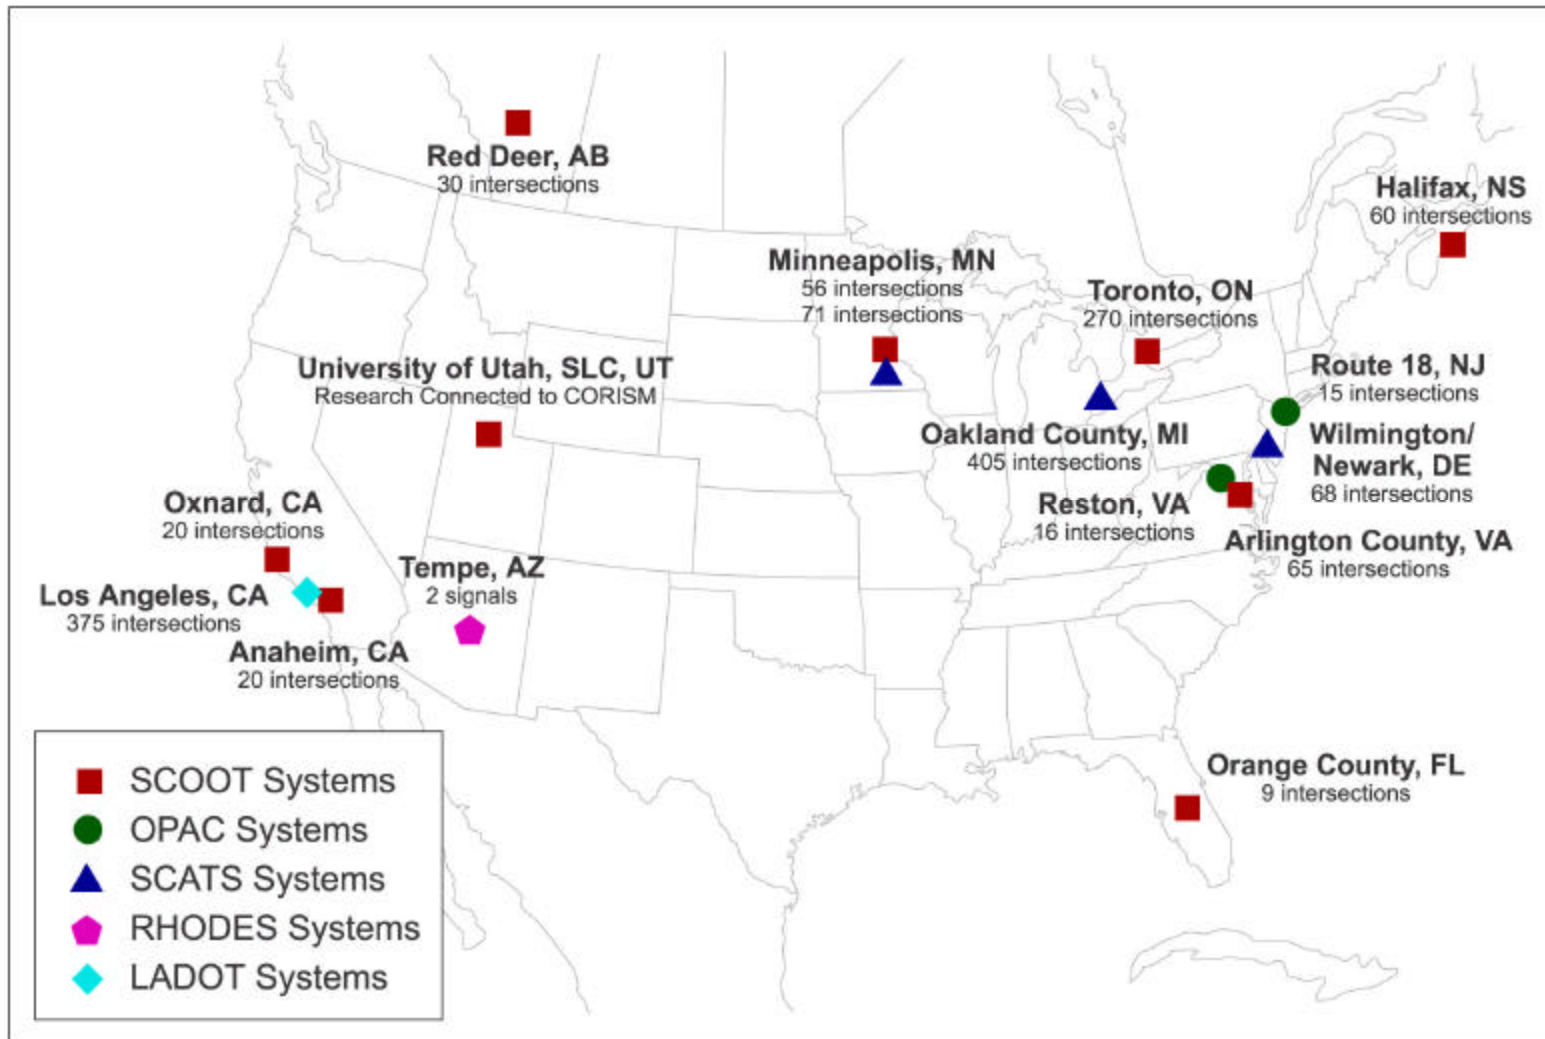 Red Deer, AB
30 intersections
Halifax, NS
60 intersections
Minneapolis, MN
56 intersections
71 intersections
Toronto, ON
270 intersections
University of Utah, SLC, UT
Research Connected to CORISM
Route 18, NJ
15 intersections
Oakland County, MI
405 intersections
Wilmington/
Newark, DE
68 intersections
Oxnard, CA
20 intersections
Reston, VA
16 intersections
Arlington County, VA
65 intersections
Tempe, AZ
2 signals
Los Angeles, CA
375 intersections
Anaheim, CA
20 intersections
Orange County, FL
9 intersections
SCOOT Systems
OPAC Systems
SCATS Systems
RHODES Systems
LADOT Systems